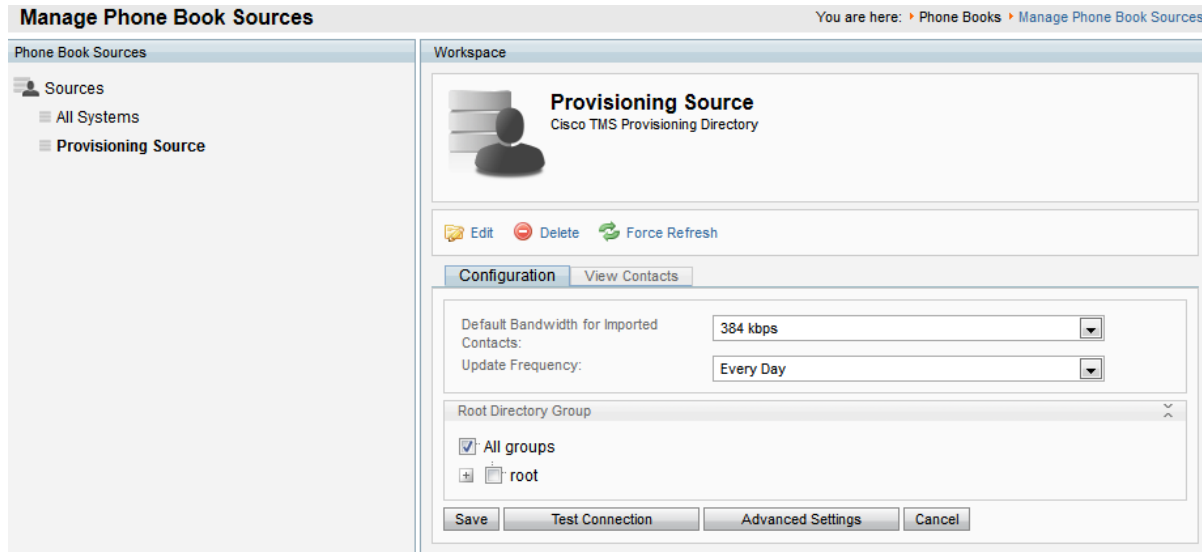 Manage Phone Book Sources
You are here: Phone Books Manage Phone Book Sources
Phone Book Sources
Sources
All Systems
Provisioning Source
Workspace
Provisioning Source
Cisco TMS Provisioning Directory
Edit Delete Force Refresh
Configuration View Contacts
Default Bandwidth for Imported
Contacts:
384 kbps
Update Frequency:
Every Day
Root Directory Group
All groups
root
Save Test Connection Advanced Settings Cancel